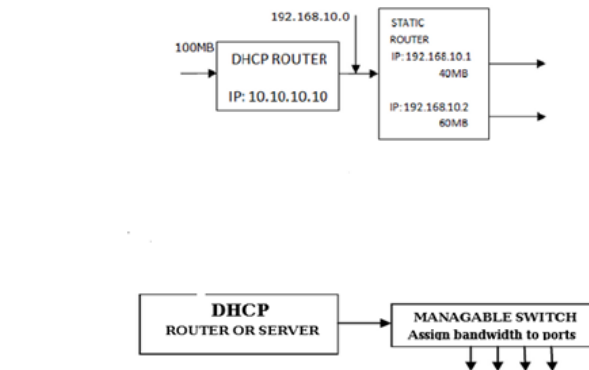 192.168.10.0
100MB
DHCP ROUTER
IP: 10.10.10.10
STATIC
ROUTER
IP: 192.168.10.1
40MB
IP:192.168.10.2
60MB
DHCP
ROUTER OR SERVER
MANAGABLE SWITCH
Assign bandwidth to ports